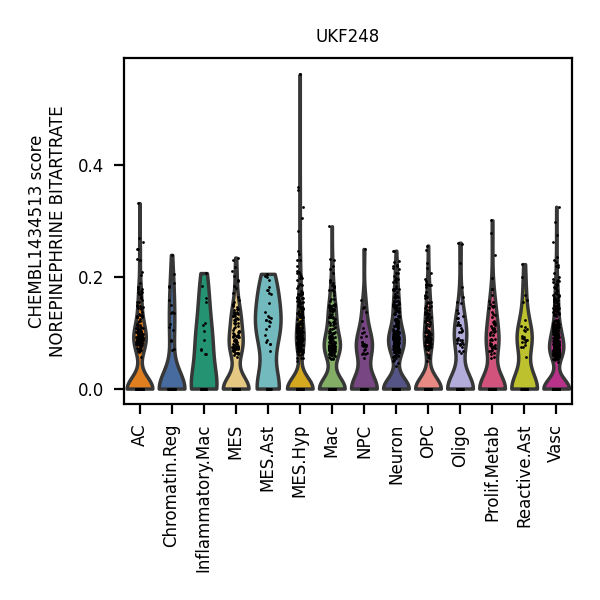 UKF248
CHEMBL1434513 score
NOREPINEPHRINE BITARTRATE
0.4
0.2
0.0
AC
Chromatin.Reg
Inflammatory.Mac
MES
MES.Ast
MES.Hyp
Mac
NPC
Neuron
OPC
Oligo
Prolif.Metab
Reactive.Ast
Vasc